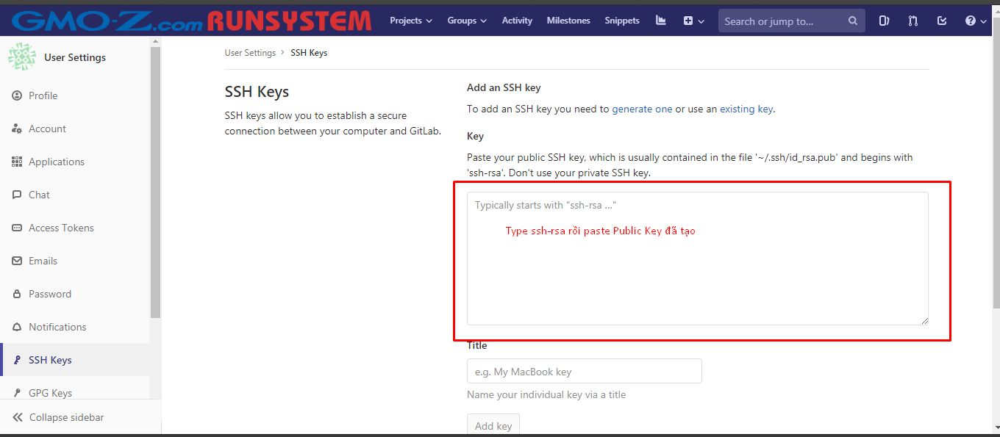 GMO-Z.com RUNSYSTEM
Projects
Groups
Activity
Milestones
Snippets
Search or jump to...
User Settings
Profile
Account
Applications
Chat
Access Tokens
Emails
Password
Notifications
SSH Keys
GPG Keys
Collapse sidebar
User Settings > SSH Keys
SSH Keys
SSH keys allow you to establish a secure
connection between your computer and GitLab.
Add an SSH key
To add an SSH key you need to generate one or use an existing key.
Key
Paste your public SSH key, which is usually contained in the file '~/.ssh/id_rsa.pub' and begins with
'ssh-rsa'. Don't use your private SSH key.
Typically starts with "ssh-rsa ..."
Type ssh-rsa rồi paste Public Key đã tạo
Title
e.g. My MacBook key
Name your individual key via a title
Add key